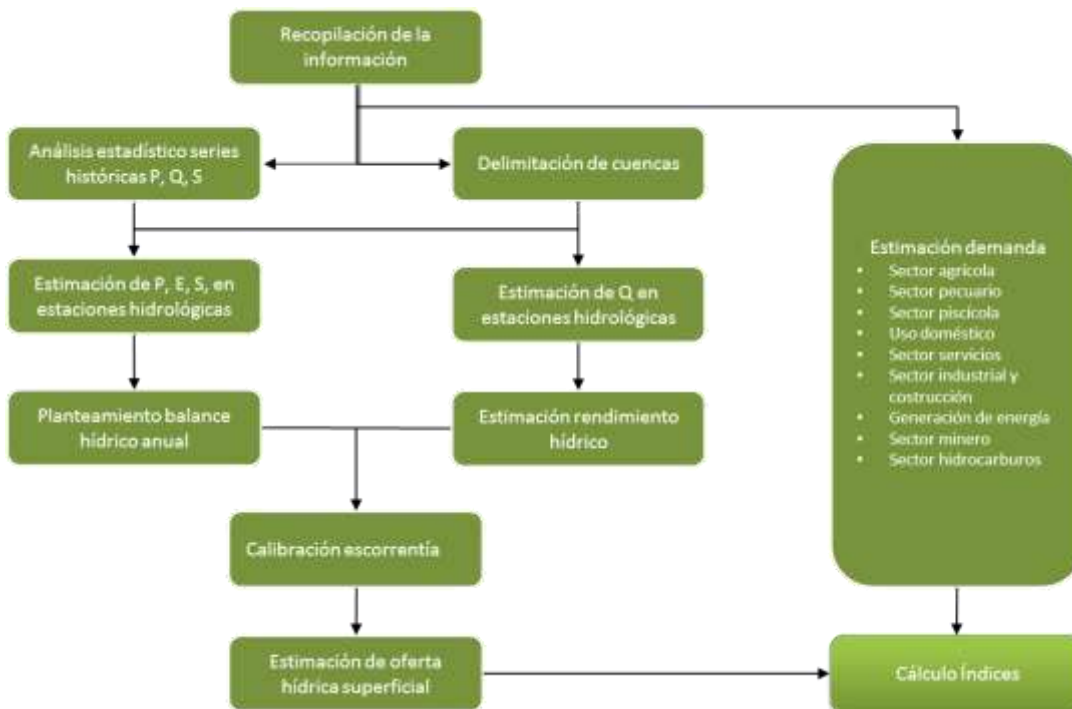 Recopilación de la
información
Análisis estadístico series
históricas P, Q, S
Delimitación de cuencas
Estimación de P, E, S, en
estaciones hidrológicas
Estimación de Q en
estaciones hidrológicas
Planteamiento balance
hídrico anual
Estimación rendimiento
hídrico
Calibración escorrentía
Estimación de oferta
hídrica superficial
Estimación demanda
• Sector agrícola
• Sector pecuario
• Sector piscícola
• Uso doméstico
• Sector servicios
• Sector industrial y
costrucción
• Generación de energía
• Sector minero
• Sector hidrocarburos
Cálculo Índices